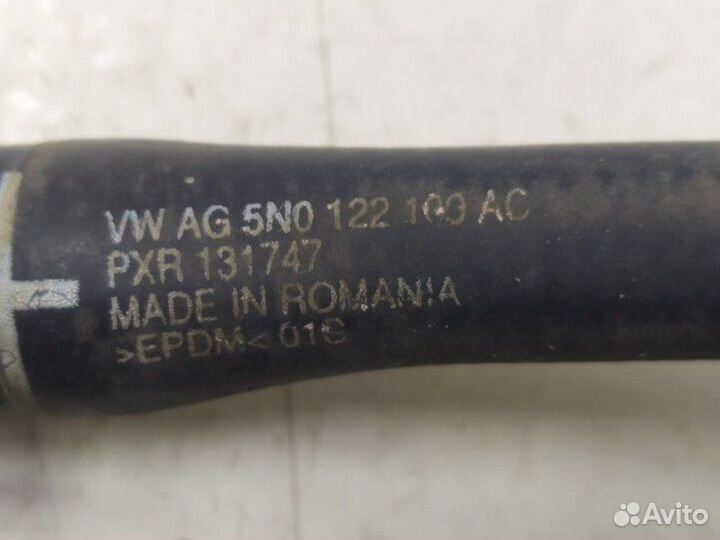 VW AG 5N0 122 109 AC
PXR 131747
MADE IN ROMANIA
>EPDM< 01S
Avito